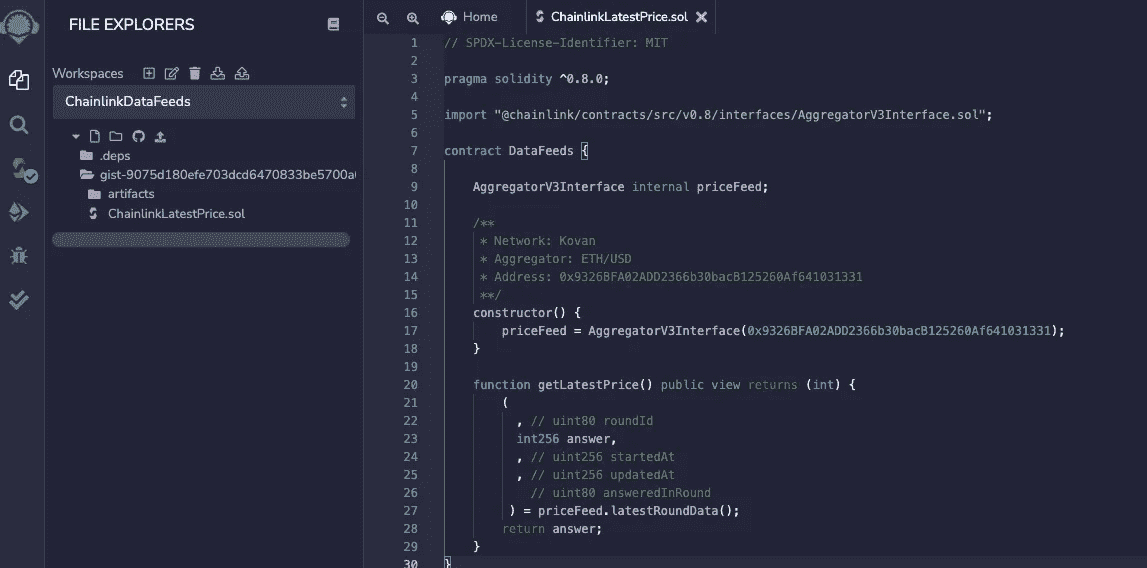 FILE EXPLORERS
Workspaces
ChainlinkDataFeeds
.deps
gist-9075d180efe703dcd6470833be5700a
artifacts
ChainlinkLatestPrice.sol
Home
ChainlinkLatestPrice.sol
1 // SPDX-License-Identifier: MIT
2
3 pragma solidity ^0.8.0;
4
5 import "@chainlink/contracts/src/v0.8/interfaces/AggregatorV3Interface.sol";
6
7 contract DataFeeds {
8
9 AggregatorV3Interface internal priceFeed;
10
11 /**
12 * Network: Kovan
13 * Aggregator: ETH/USD
14 * Address: 0x9326BFA02ADD2366b30bacB125260Af641031331
15 **/
16 constructor() {
17 priceFeed = AggregatorV3Interface(0x9326BFA02ADD2366b30bacB125260Af641031331);
18 }
19
20 function getLatestPrice() public view returns (int) {
21 (
22 , // uint80 roundId
23 int256 answer,
24 , // uint256 startedAt
25 , // uint256 updatedAt
26 // uint80 answeredInRound
27 ) = priceFeed.latestRoundData();
28 return answer;
29 }
30 }